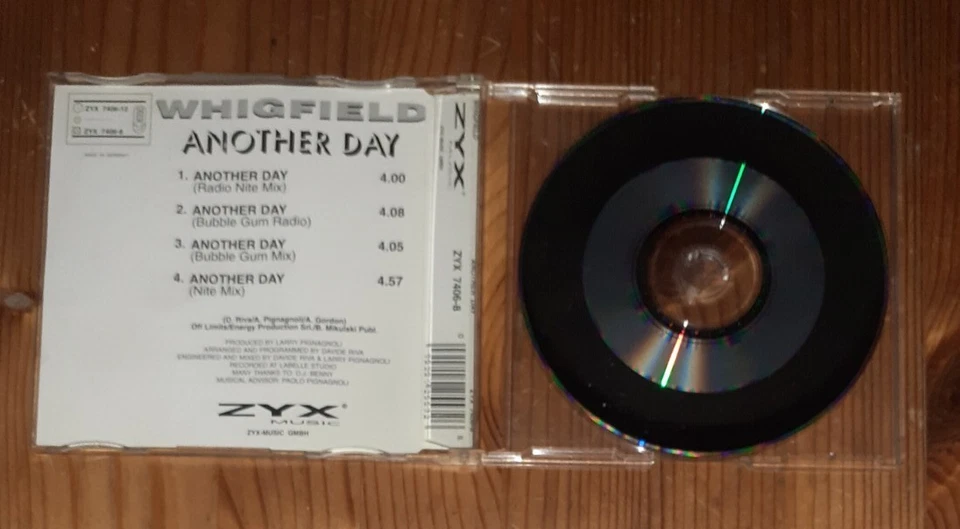 ZYX 7406-12
ZYX 7406-8
MADE IN GERMANY
WHIGFIELD
ANOTHER DAY
1. ANOTHER DAY 4.00
(Radio Nite Mix)
2. ANOTHER DAY 4.08
(Bubble Gum Radio)
3. ANOTHER DAY 4.05
(Bubble Gum Mix)
4. ANOTHER DAY 4.57
(Nite Mix)
(D. Riva/A. Pignagnoli/A. Gordon)
Off Limits/Energy Production Srl./B. Mikulski Publ.
PRODUCED BY LARRY PIGNAGNOLI
ARRANGED AND PROGRAMMED BY DAVIDE RIVA
ENGINEERED AND MIXED BY DAVIDE RIVA & LARRY PIGNAGNOLI
RECORDED AT LABELLE STUDIO
MANY THANKS TO: D.J. BENNY
MUSICAL ADVISOR: PAOLO PIGNAGNOLI
ZYX®
MUSIC
ZYX-MUSIC GMBH
ZYX®
MUSIC
ZYX 7406-8
ANOTHER DAY